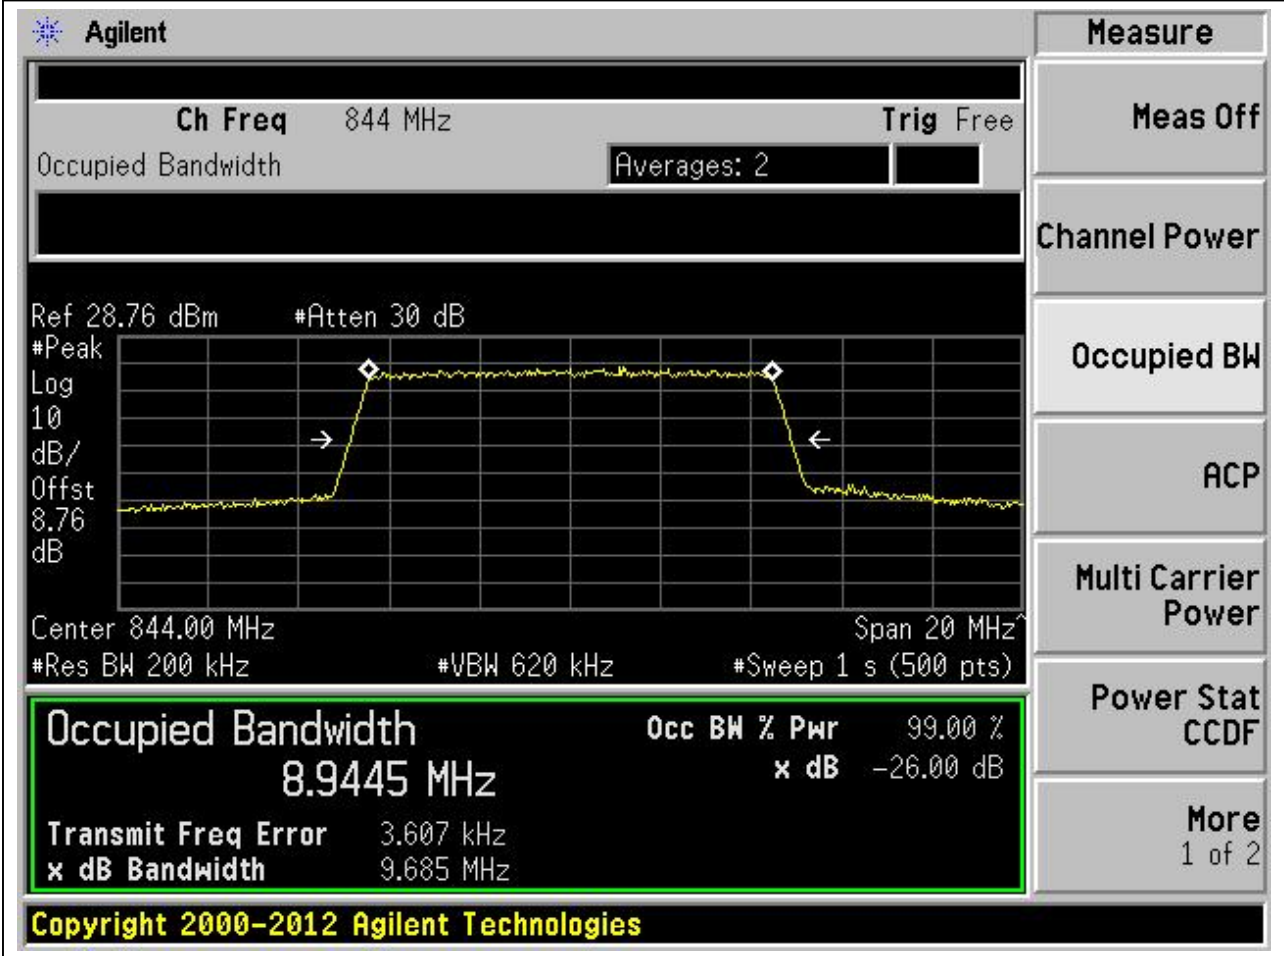 Agilent
Measure
Ch Freq 844 MHz Trig Free
Occupied Bandwidth Averages: 2
Meas Off
Channel Power
Occupied BW
ACP
Multi Carrier
Power
Power Stat
CCDF
More
1 of 2
Ref 28.76 dBm #Atten 30 dB
#Peak
Log
10
dB/
Offst
8.76
dB
Center 844.00 MHz Span 20 MHz^
#Res BW 200 kHz #VBW 620 kHz #Sweep 1 s (500 pts)
Occupied Bandwidth Occ BW % Pwr 99.00 %
8.9445 MHz x dB -26.00 dB
Transmit Freq Error 3.607 kHz
x dB Bandwidth 9.685 MHz
Copyright 2000-2012 Agilent Technologies